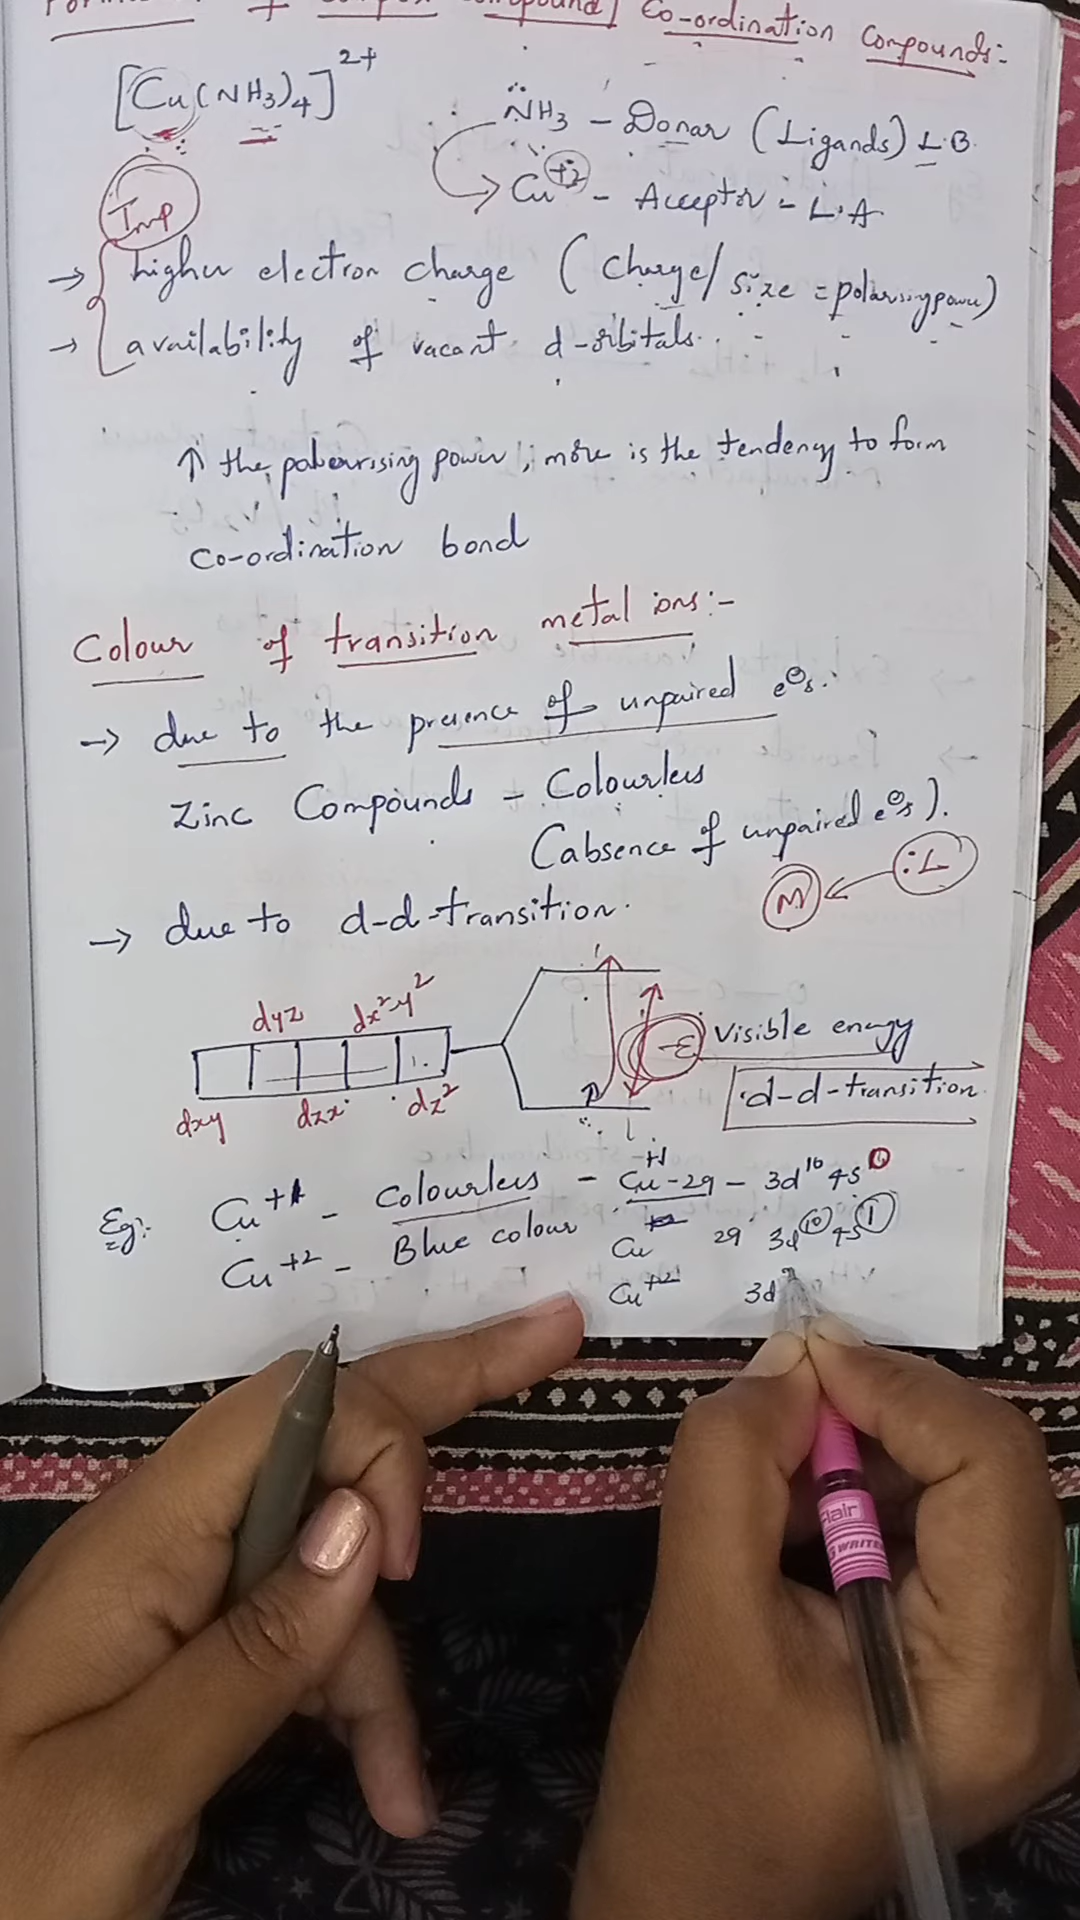 Co-ordination Compounds:-
[Cu(NH3)4]2+
NH3 - Donar (Ligands) L.B.
Cu+2 - Acceptor - L.A
Imp
→ higher electron charge (Charge/size = polarising power)
→ availability of vacant d-orbitals.
↑ the polarising power, more is the tendency to form
co-ordination bond
Colour of transition metal ions:-
→ due to the presence of unpaired e⊖s.
Zinc Compounds - Colourless
(absence of unpaired e⊖s).
M ← :L
→ due to d-d-transition.
dyz dx²-y²
dxy dzx dz²
-E Visible energy
d-d-transition
Eg:- Cu+1 - Colourless - Cu+1-29 - 3d10 4s0
Cu+2 - Blue colour Cu 29 3d10 4s1
Cu+2 3d
Flair
WRITE